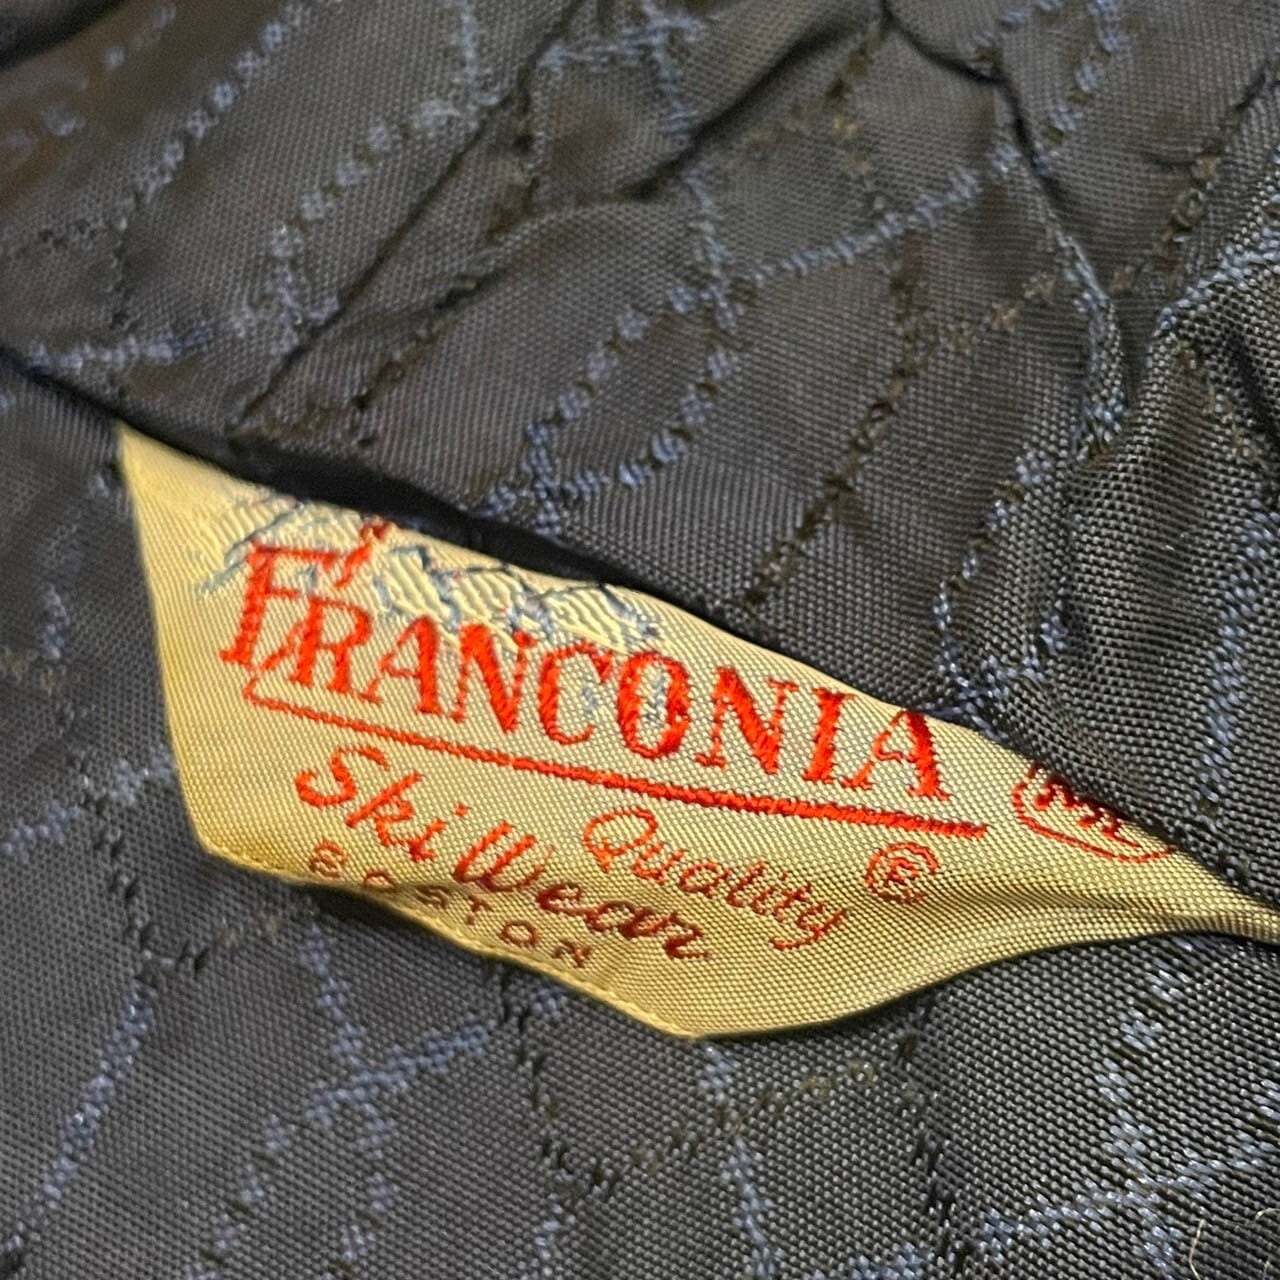 FRANCONIA
Quality ®
Ski Wear
BOSTON